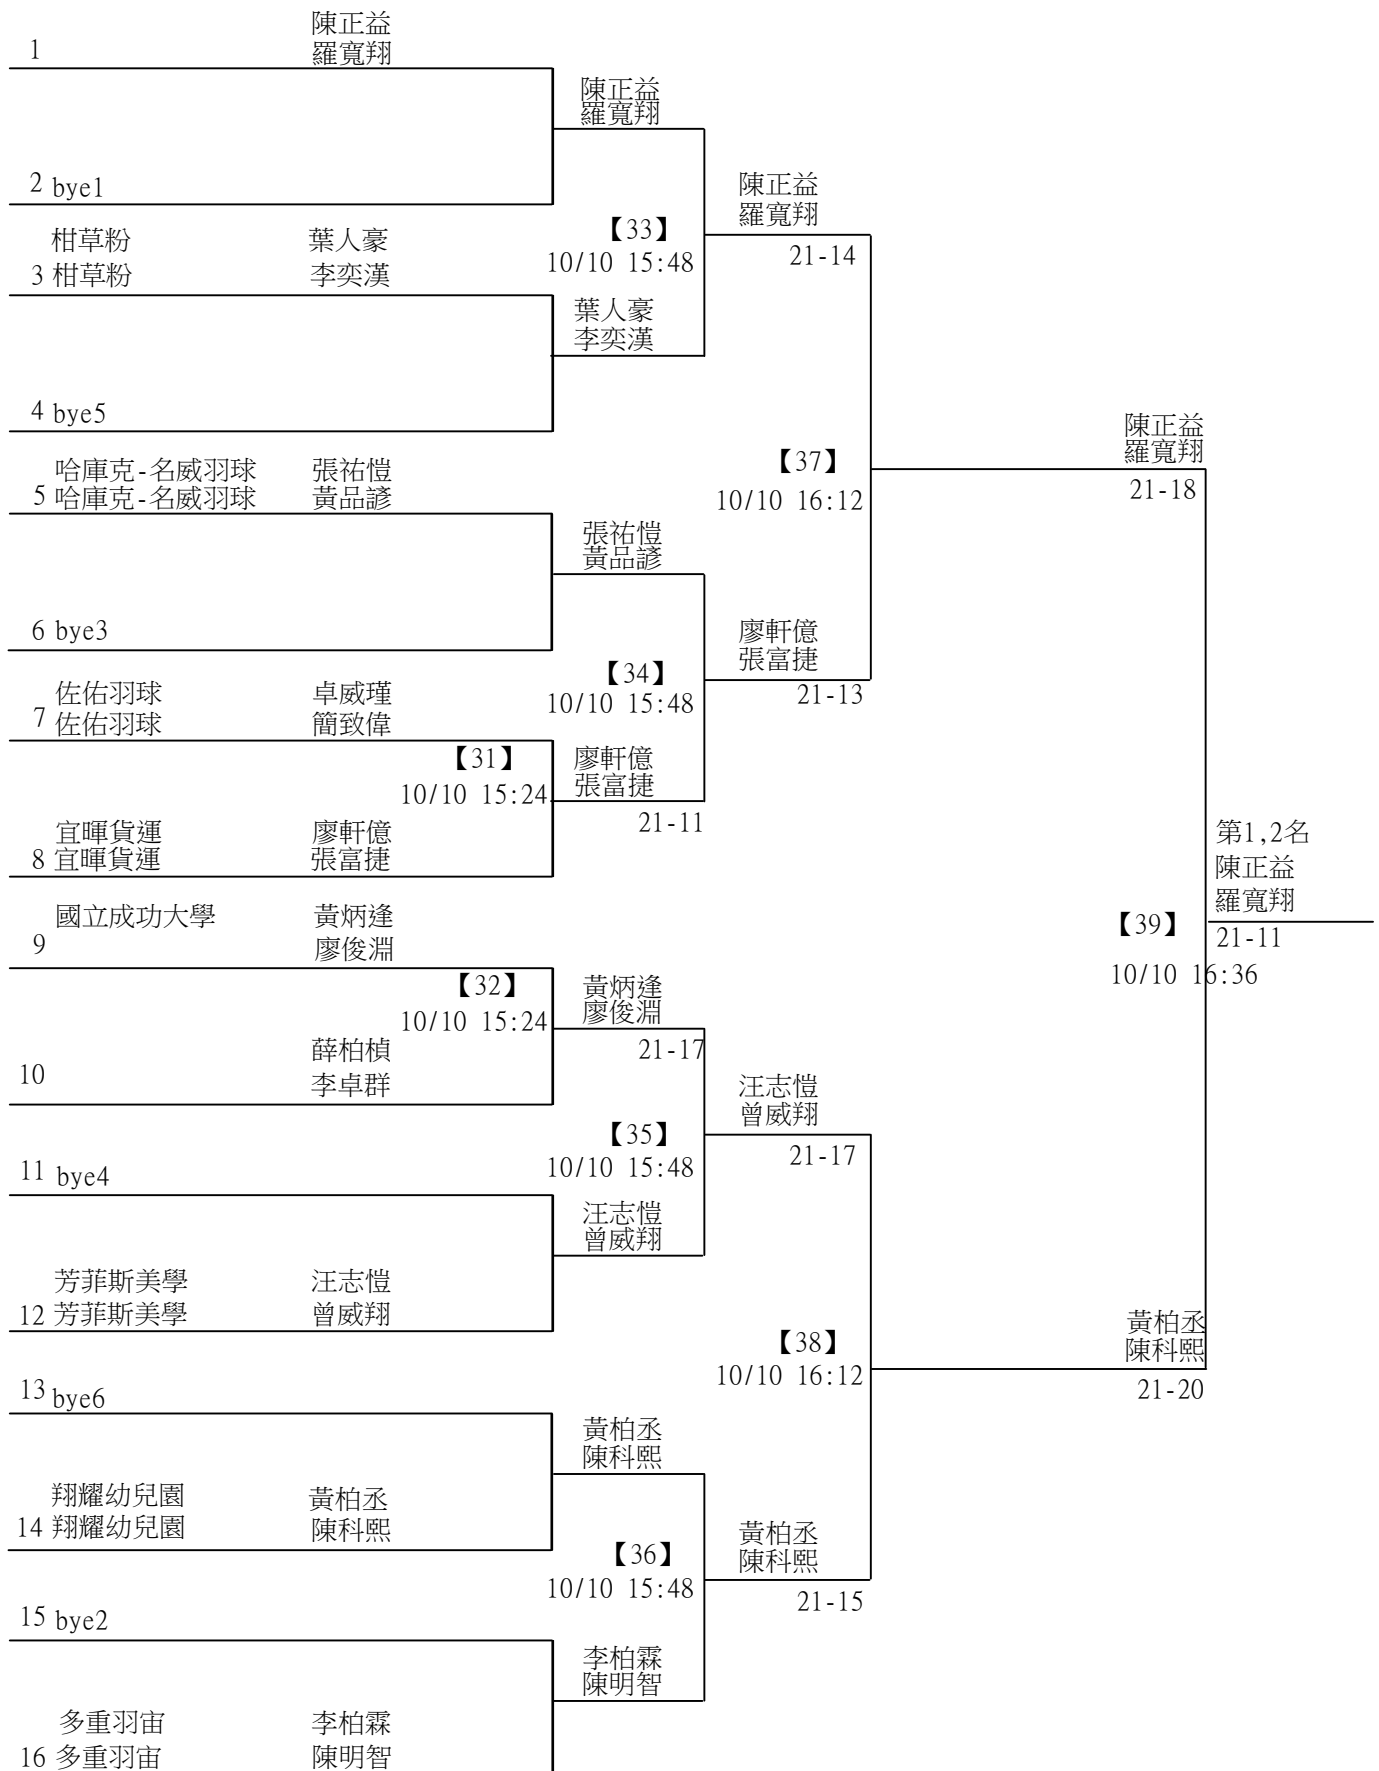 陳正益
1 羅寬翔
陳正益
羅寬翔
2 bye1
陳正益
羅寬翔
【33】
21-14
10/10 15:48
柑草粉 葉人豪
3 柑草粉 李奕漢
葉人豪
李奕漢
4 bye5
陳正益
羅寬翔
21-18
【37】
10/10 16:12
哈庫克-名威羽球 張祐愷
5 哈庫克-名威羽球 黃品諺
張祐愷
黃品諺
6 bye3
廖軒億
張富捷
21-13
【34】
10/10 15:48
佐佑羽球 卓威瑾
7 佐佑羽球 簡致偉
【31】
10/10 15:24
廖軒億
張富捷
21-11
宜暉貨運 廖軒億
8 宜暉貨運 張富捷
第1,2名
陳正益
羅寬翔
21-11
【39】
10/10 16:36
國立成功大學 黃炳逢
9 廖俊淵
【32】
10/10 15:24
黃炳逢
廖俊淵
21-17
薛柏楨
10 李卓群
汪志愷
曾威翔
21-17
【35】
10/10 15:48
11 bye4
汪志愷
曾威翔
芳菲斯美學 汪志愷
12 芳菲斯美學 曾威翔
【38】
10/10 16:12
黃柏丞
陳科熙
21-20
13 bye6
黃柏丞
陳科熙
翔耀幼兒園 黃柏丞
14 翔耀幼兒園 陳科熙
【36】
10/10 15:48
黃柏丞
陳科熙
21-15
15 bye2
李柏霖
陳明智
多重羽宙 李柏霖
16 多重羽宙 陳明智